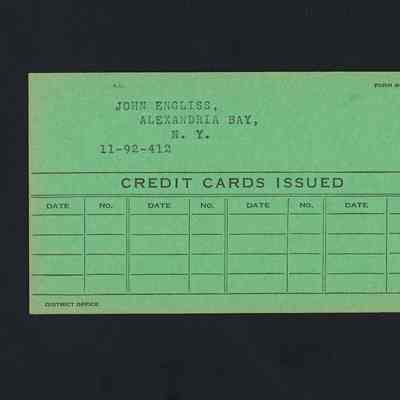 FORM
JOHN ENGLISS,
ALEXANDRIA BAY,
N. Y.
11-92-412
CREDIT CARDS ISSUED
DATE No. DATE No. DATE No. DATE
DISTRICT OFFICE